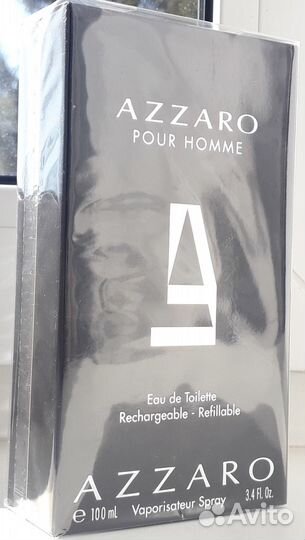 AZZARO
POUR HOMME
Eau de Toilette
Rechargeable - Refillable
AZZARO
e 100 ml Vaporisateur Spray 3.4 Fl. Oz.
Avito